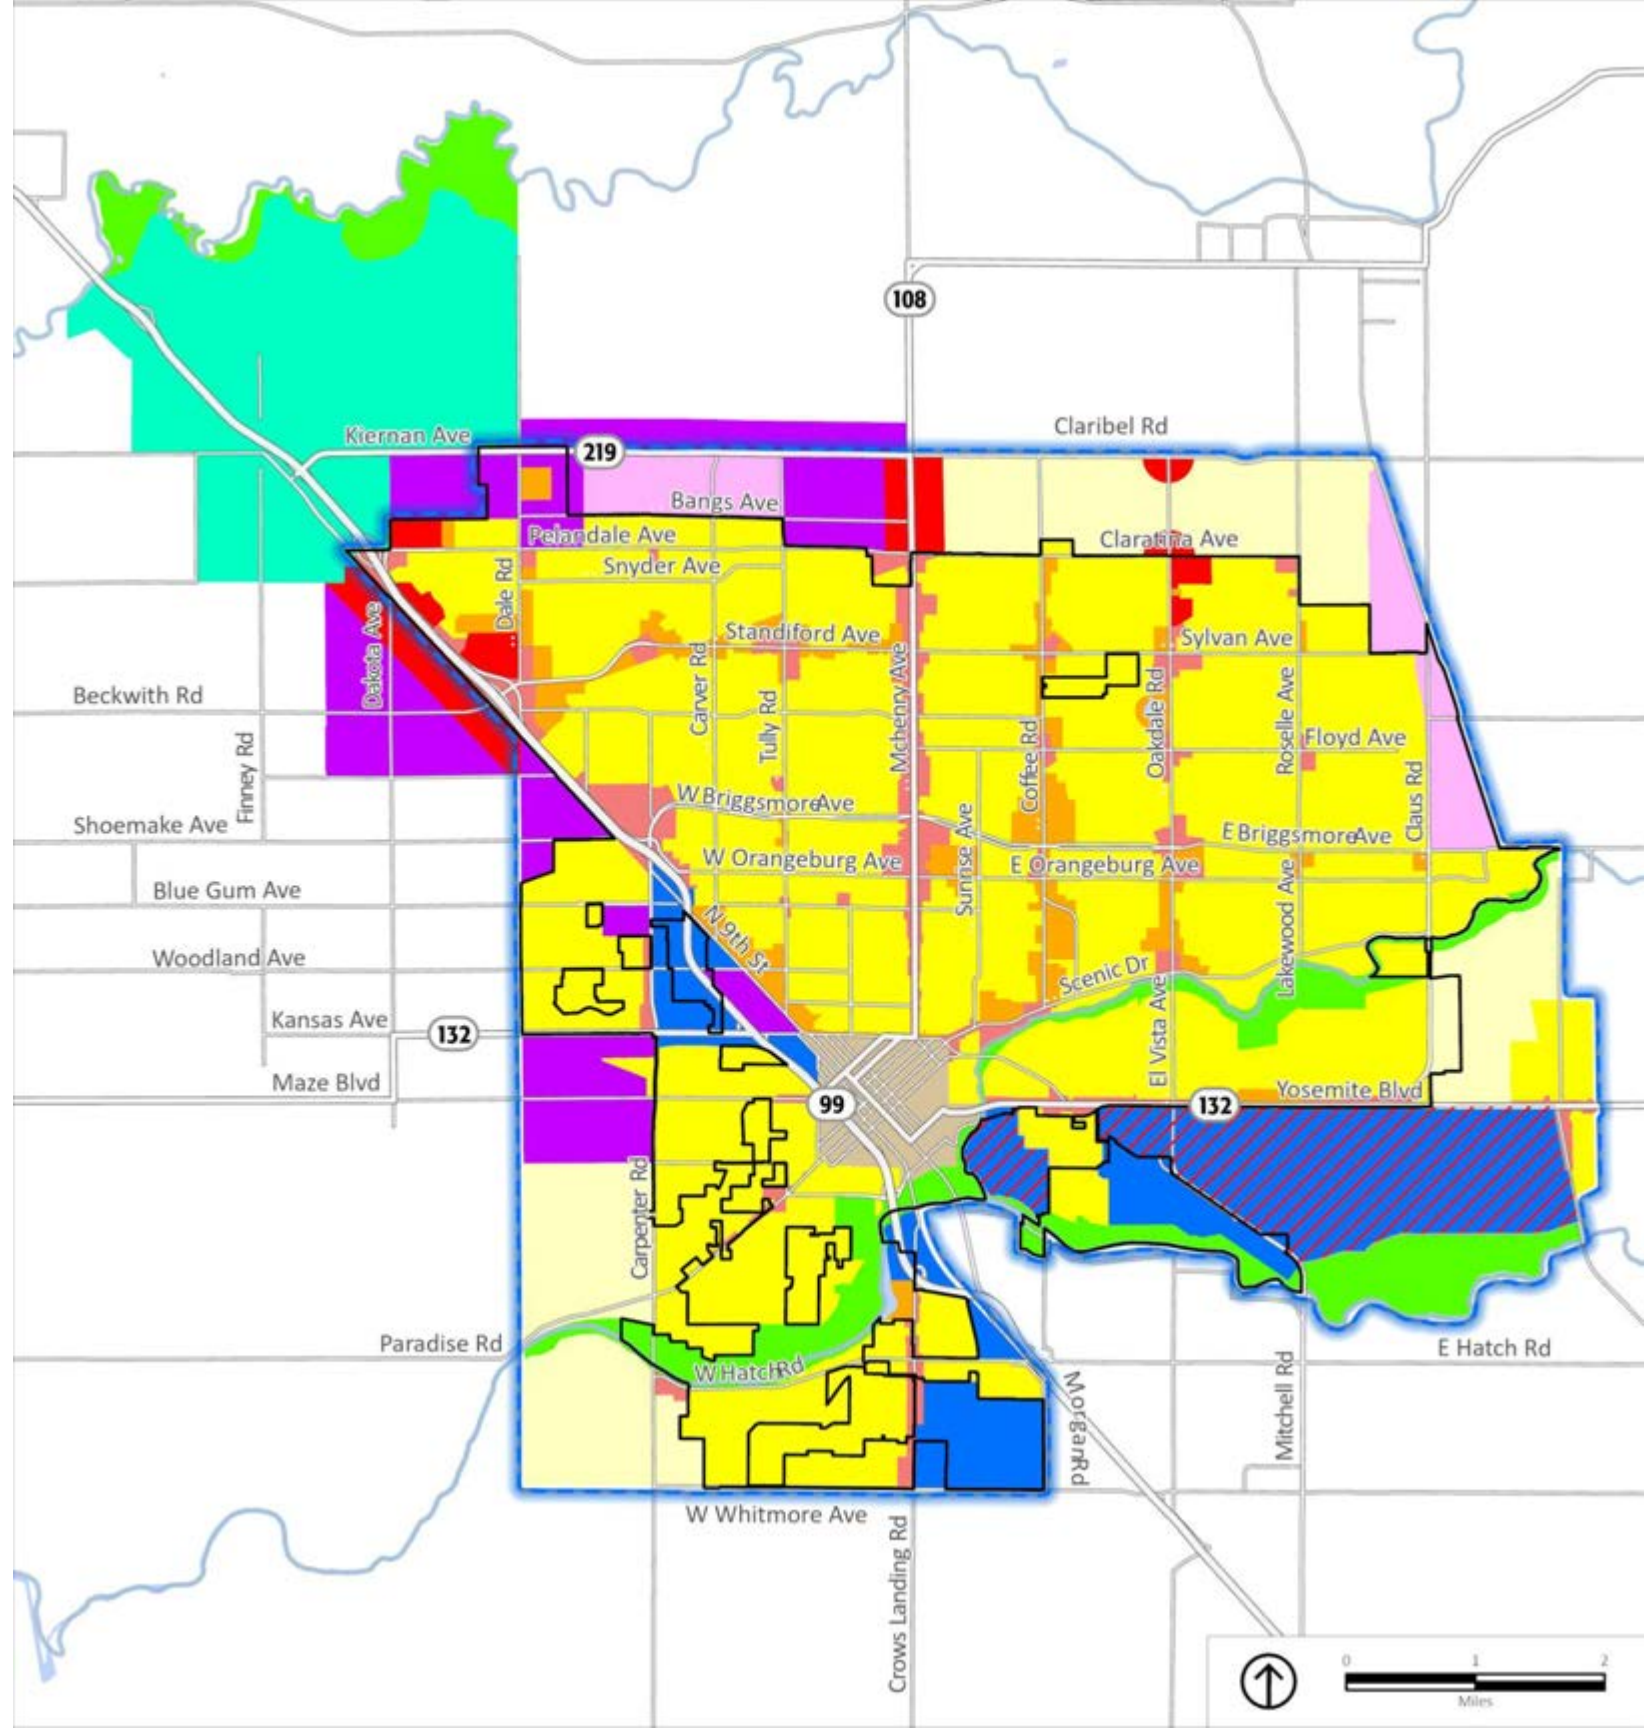 108
Claribel Rd
Kiernan Ave
219
Bangs Ave
Pelandale Ave
Claratina Ave
Snyder Ave
Dale Rd
Dakota Ave
Standiford Ave
Sylvan Ave
Beckwith Rd
Carver Rd
Tully Rd
Mchenry Ave
Coffee Rd
Oakdale Rd
Roselle Ave
Floyd Ave
Finney Rd
Claus Rd
W Briggsmore Ave
Shoemake Ave
E Briggsmore Ave
W Orangeburg Ave
Sunrise Ave
E Orangeburg Ave
Blue Gum Ave
Lakewood Ave
N 9th St
Woodland Ave
Scenic Dr
Kansas Ave
132
El Vista Ave
Maze Blvd
Yosemite Blvd
99
132
Carpenter Rd
Paradise Rd
E Hatch Rd
W Hatch Rd
Morgan Rd
Mitchell Rd
W Whitmore Ave
Crows Landing Rd
0 1 2
Miles